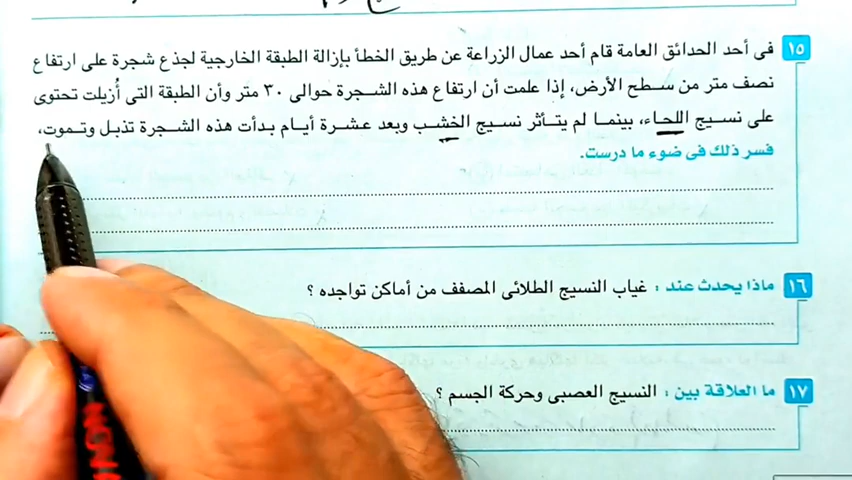 ١٥ فى أحد الحدائق العامة قام أحد عمال الزراعة عن طريق الخطأ بإزالة الطبقة الخارجية لجذع شجرة على ارتفاع
نصف متر من سطح الأرض، إذا علمت أن ارتفاع هذه الشجرة حوالى ٣٠ متر وأن الطبقة التى أُزيلت تحتوى
على نسيج اللحاء، بينما لم يتأثر نسيج الخشب وبعد عشرة أيام بدأت هذه الشجرة تذبل وتموت،
فسر ذلك فى ضوء ما درست.
١٦ ماذا يحدث عند : غياب النسيج الطلائى المصفف من أماكن تواجده ؟
١٧ ما العلاقة بين : النسيج العصبى وحركة الجسم ؟